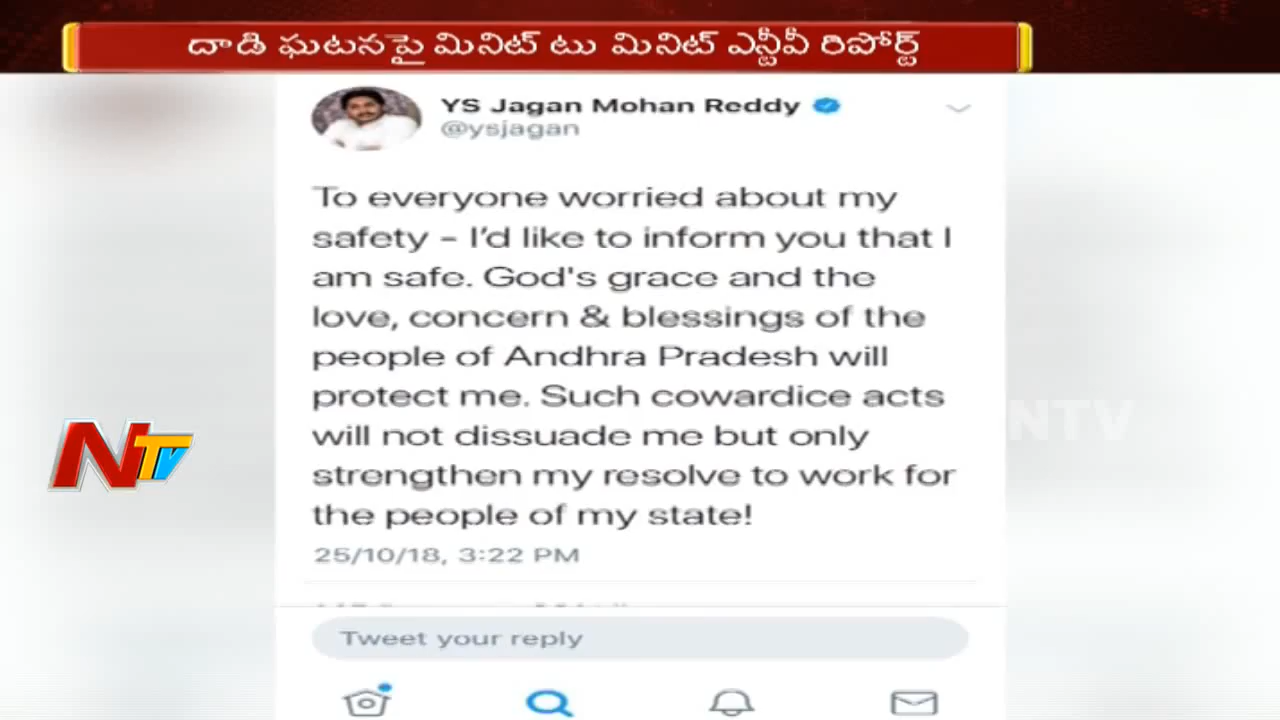 దాడి ఘటనపై మినిట్ టు మినిట్ ఎన్టీవీ రిపోర్ట్
YS Jagan Mohan Reddy
@ysjagan
To everyone worried about my
safety - I'd like to inform you that I
am safe. God's grace and the
love, concern & blessings of the
people of Andhra Pradesh will
protect me. Such cowardice acts
will not dissuade me but only
strengthen my resolve to work for
the people of my state!
25/10/18, 3:22 PM
NTV
NTV
Tweet your reply